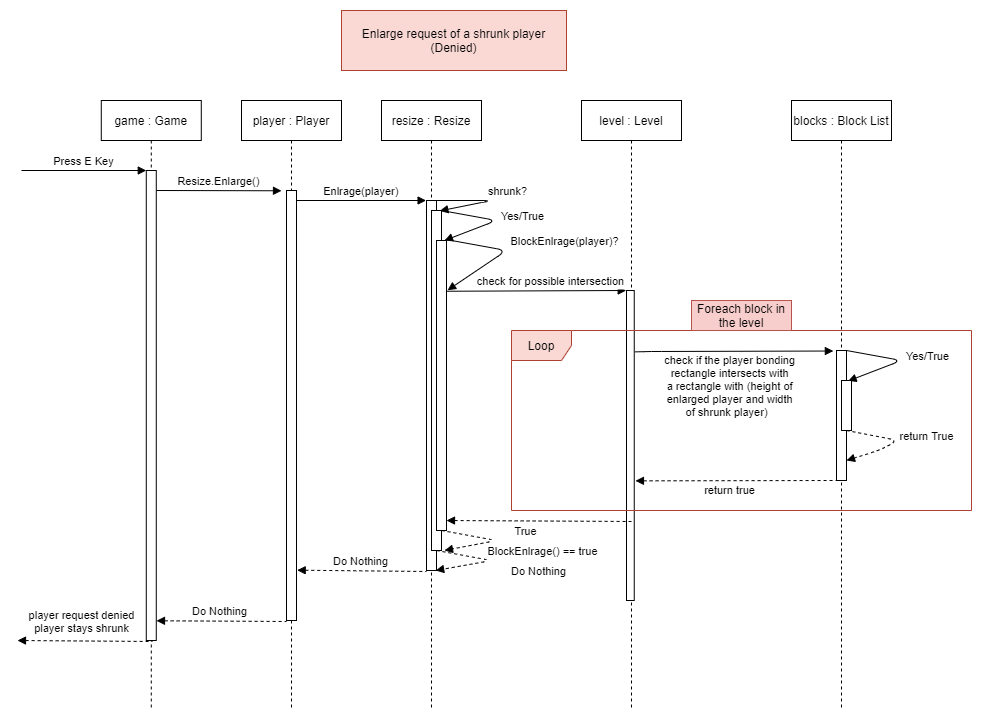 Enlarge request of a shrunk player
(Denied)
game : Game
player : Player
resize : Resize
level : Level
blocks : Block List
Press E Key
Resize.Enlarge()
Enlrage(player)
shrunk?
Yes/True
BlockEnlrage(player)?
check for possible intersection
Foreach block in
the level
Loop
check if the player bonding
rectangle intersects with
a rectangle with (height of
enlarged player and width
of shrunk player)
Yes/True
return True
return true
True
BlockEnlrage() == true
Do Nothing
Do Nothing
Do Nothing
player request denied
player stays shrunk